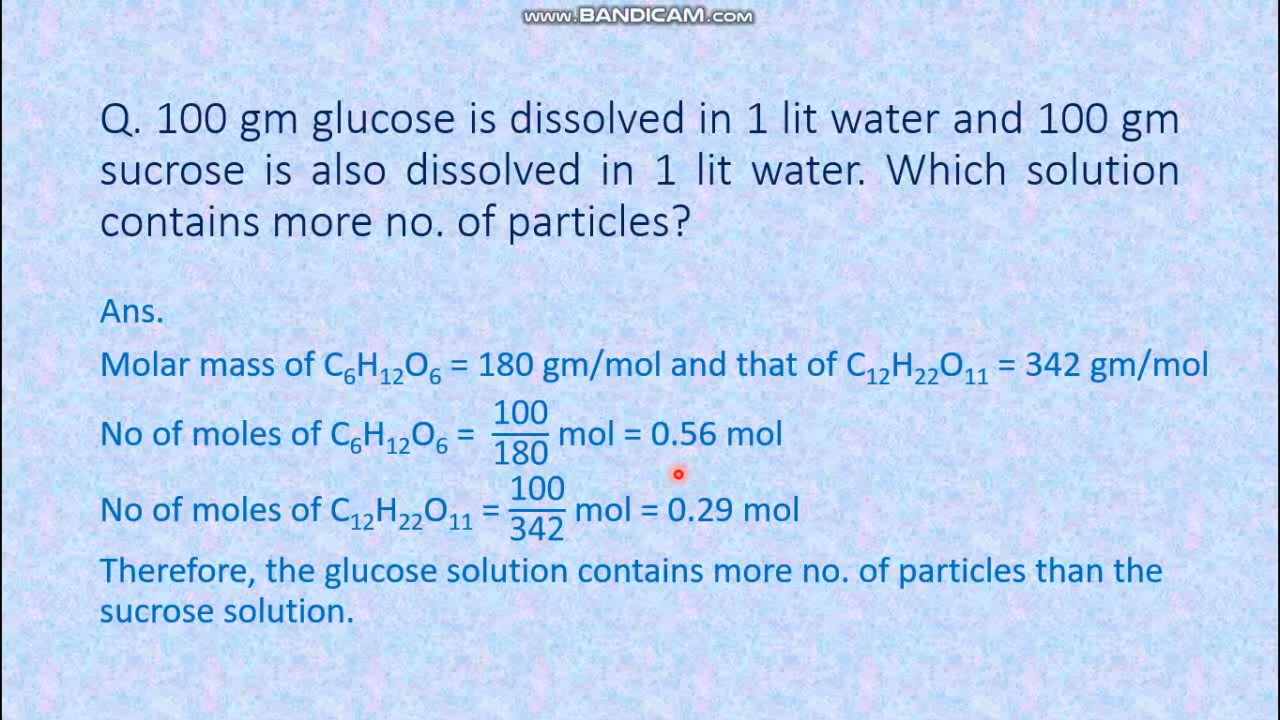 www.BANDICAM.com
Q. 100 gm glucose is dissolved in 1 lit water and 100 gm
sucrose is also dissolved in 1 lit water. Which solution
contains more no. of particles?
Ans.
Molar mass of C₆H₁₂O₆ = 180 gm/mol and that of C₁₂H₂₂O₁₁ = 342 gm/mol
No of moles of C₆H₁₂O₆ = 100/180 mol = 0.56 mol
No of moles of C₁₂H₂₂O₁₁ = 100/342 mol = 0.29 mol
Therefore, the glucose solution contains more no. of particles than the
sucrose solution.